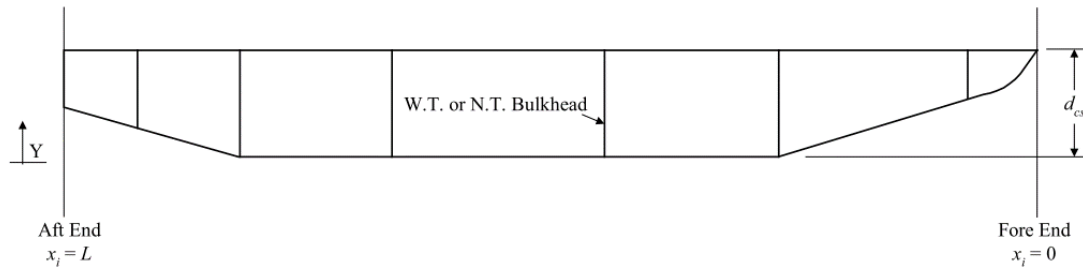 W.T. or N.T. Bulkhead
d_cs
Y
Aft End
x_i = L
Fore End
x_i = 0